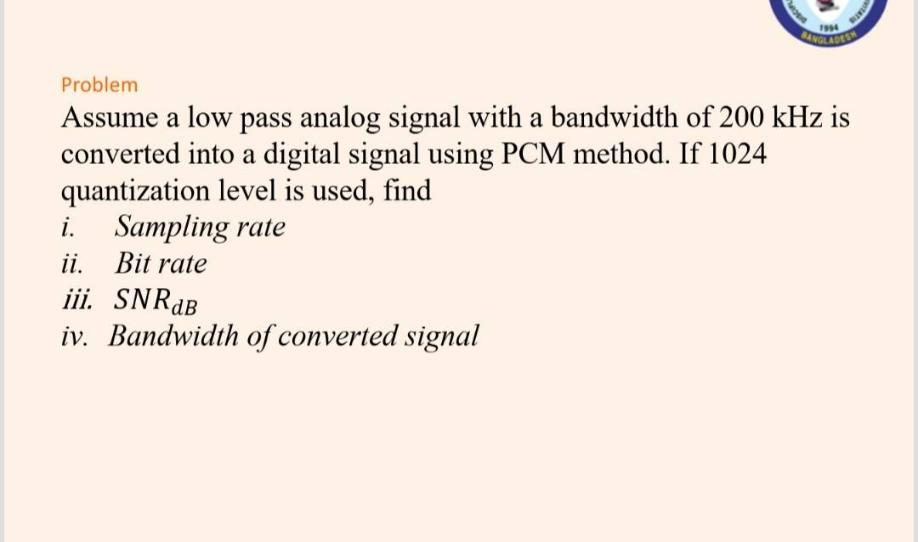 1994
BANGLADESH
Problem
Assume a low pass analog signal with a bandwidth of 200 kHz is
converted into a digital signal using PCM method. If 1024
quantization level is used, find
i. Sampling rate
ii. Bit rate
iii. SNRdB
iv. Bandwidth of converted signal